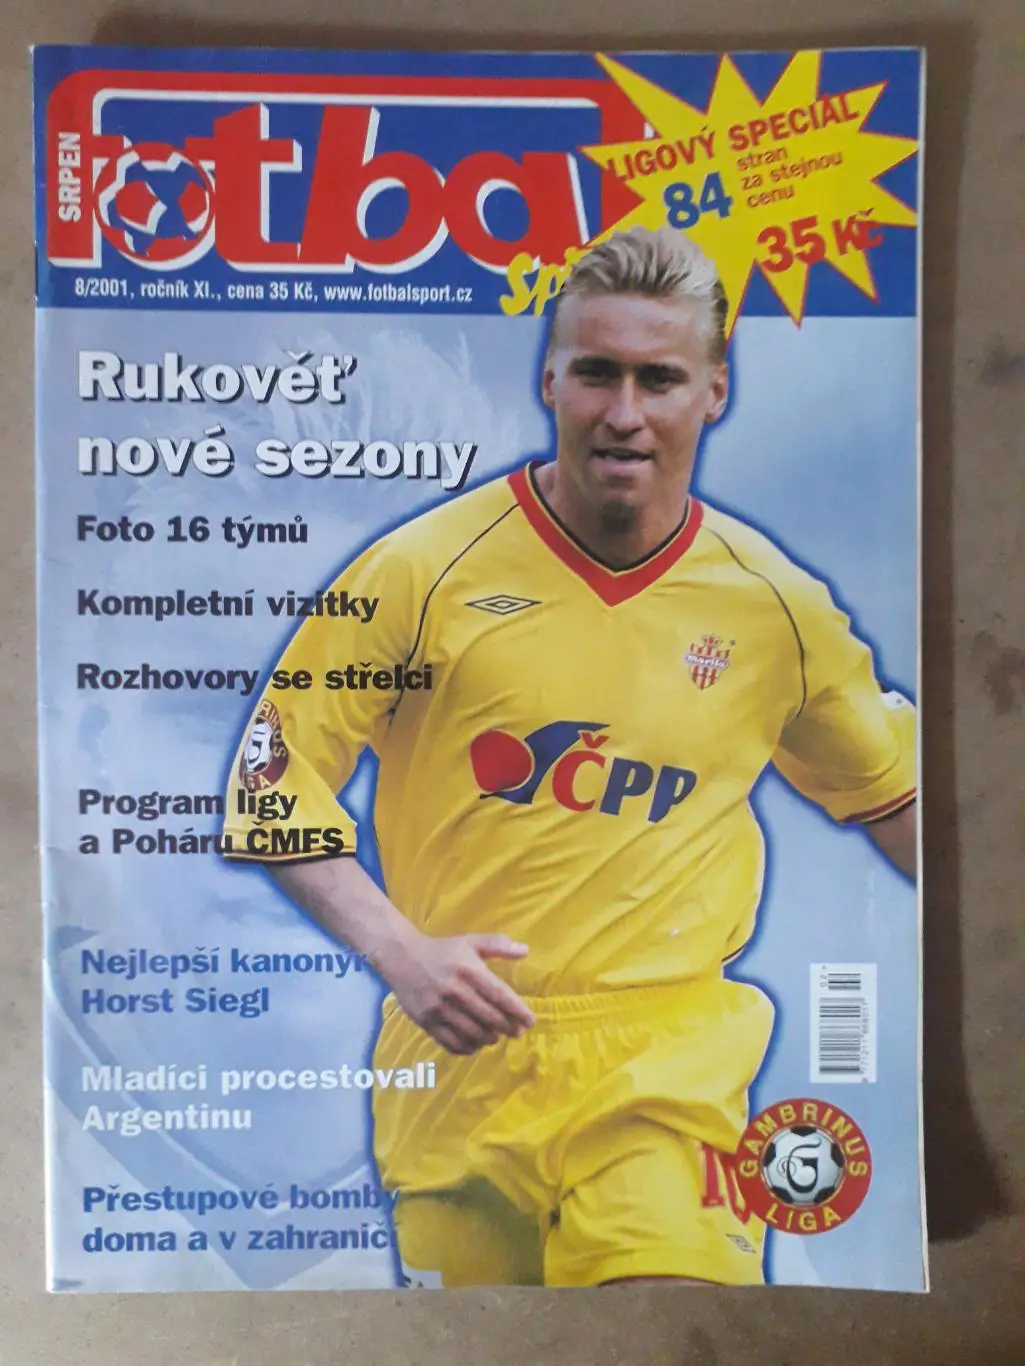 SRPEN
fotbal
LIGOVÝ SPECIÁL
84 stran
za stejnou
cenu
35 Kč
8/2001, ročník XI., cena 35 Kč, www.fotbalsport.cz
Rukověť
nové sezony
Foto 16 týmů
Kompletní vizitky
Rozhovory se střelci
Marila
ČPP
Program ligy
a Poháru ČMFS
Nejlepší kanonýr
Horst Siegl
02>
Mladíci procestovali
Argentinu
GAMBRINUS
LIGA
Přestupové bomby
doma a v zahraničí